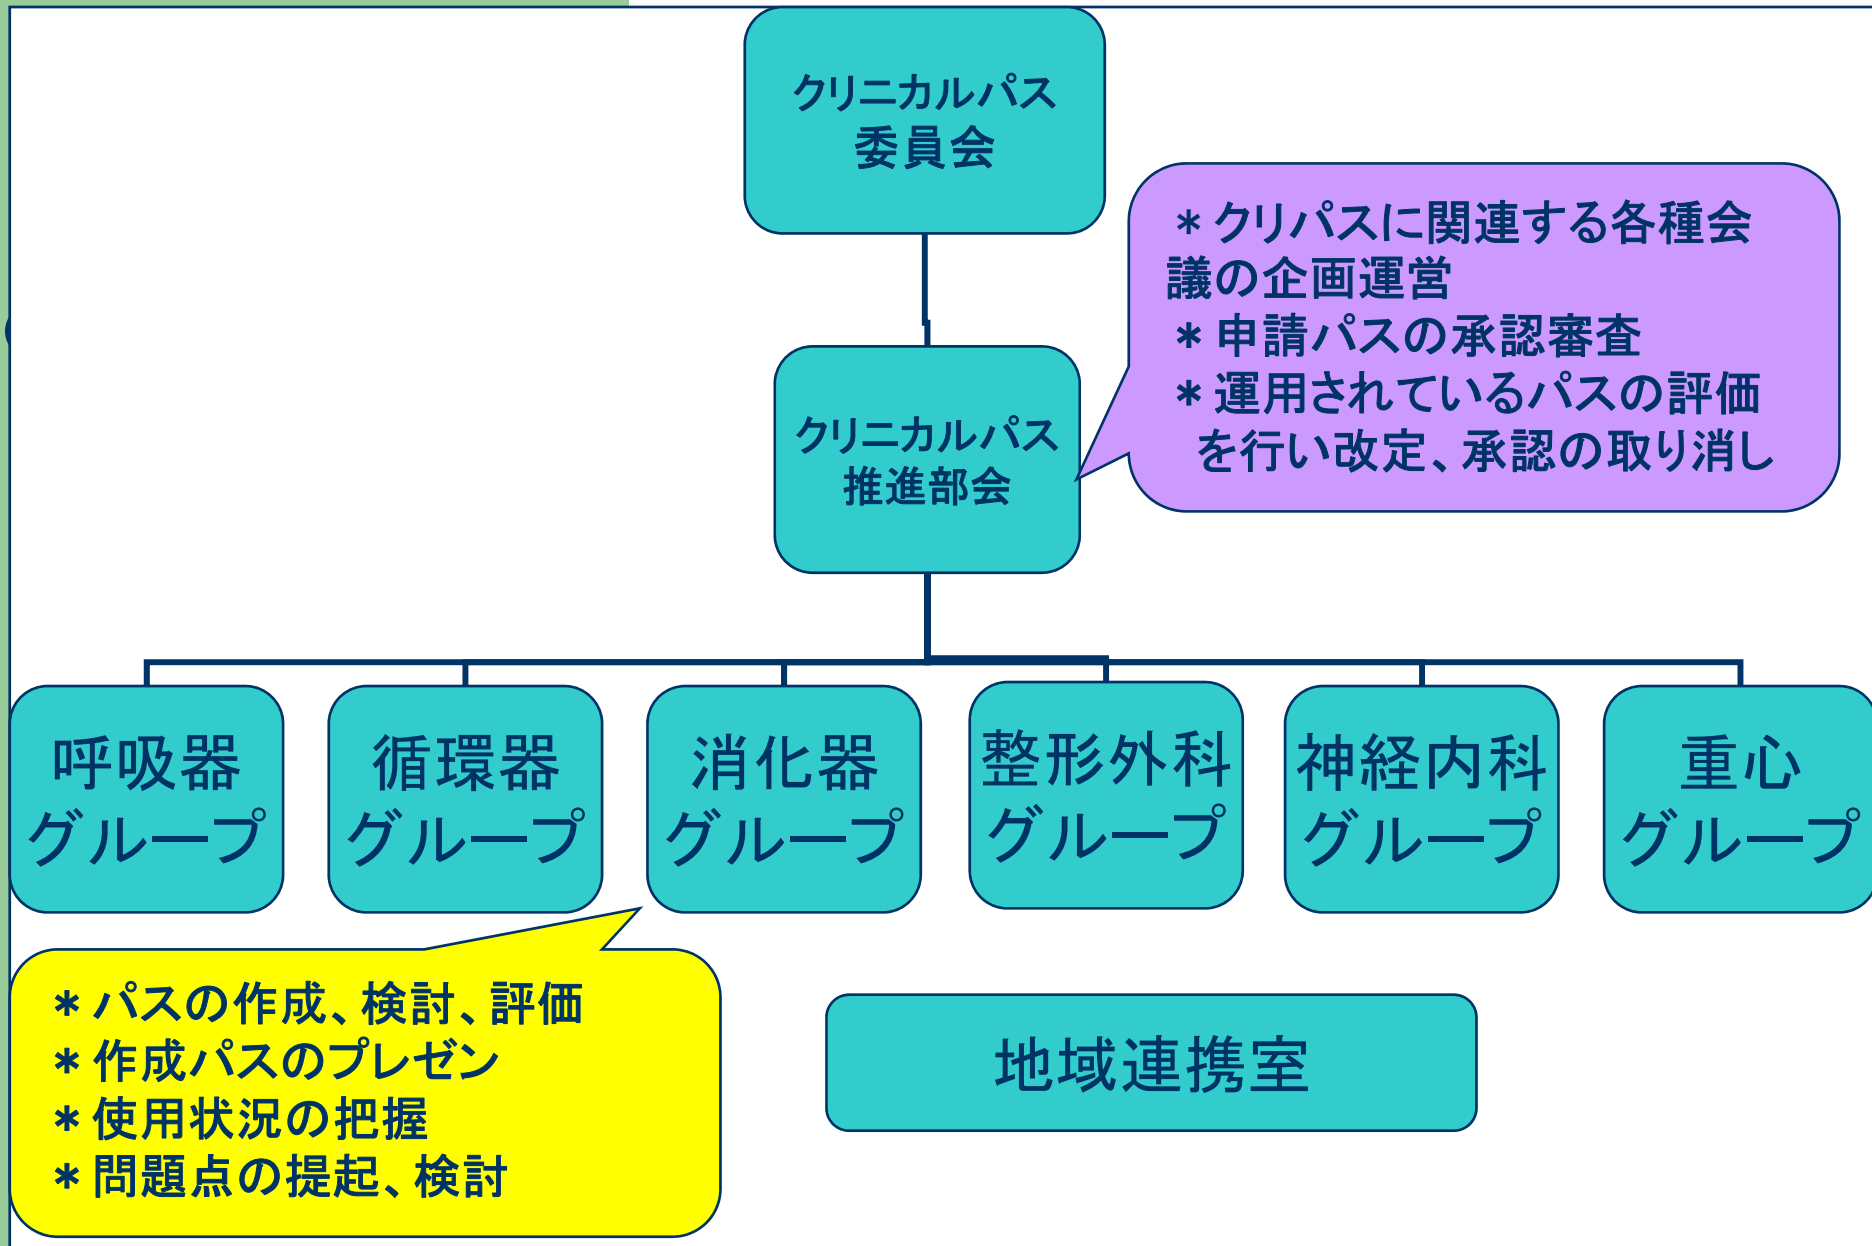 クリニカルパス
委員会
＊クリパスに関連する各種会
議の企画運営
＊申請パスの承認審査
＊運用されているパスの評価
を行い改定、承認の取り消し
クリニカルパス
推進部会
呼吸器
グループ
循環器
グループ
消化器
グループ
整形外科
グループ
神経内科
グループ
重心
グループ
＊パスの作成、検討、評価
＊作成パスのプレゼン
＊使用状況の把握
＊問題点の提起、検討
地域連携室